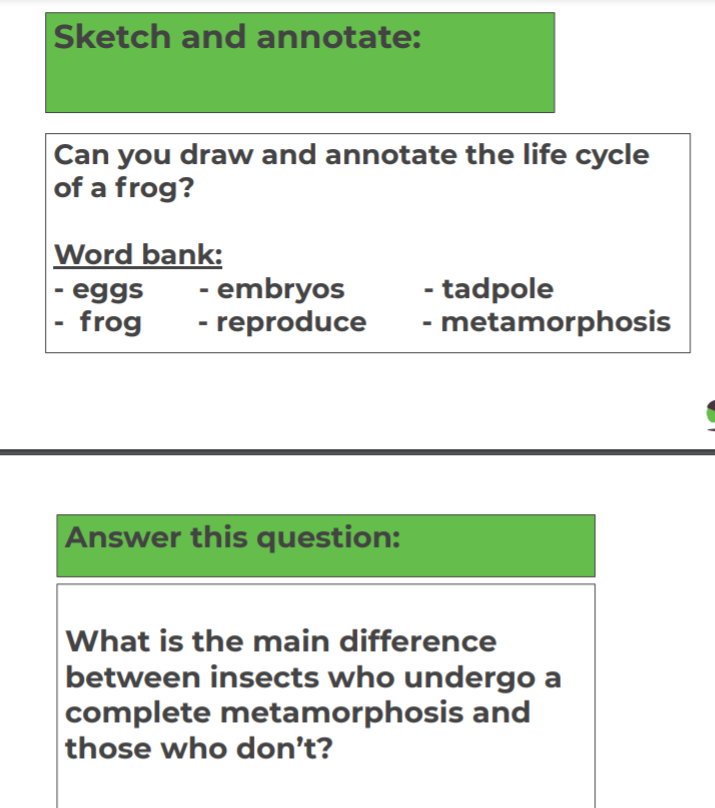 Sketch and annotate:
Can you draw and annotate the life cycle
of a frog?
Word bank:
- eggs - embryos - tadpole
- frog - reproduce - metamorphosis
Answer this question:
What is the main difference
between insects who undergo a
complete metamorphosis and
those who don’t?